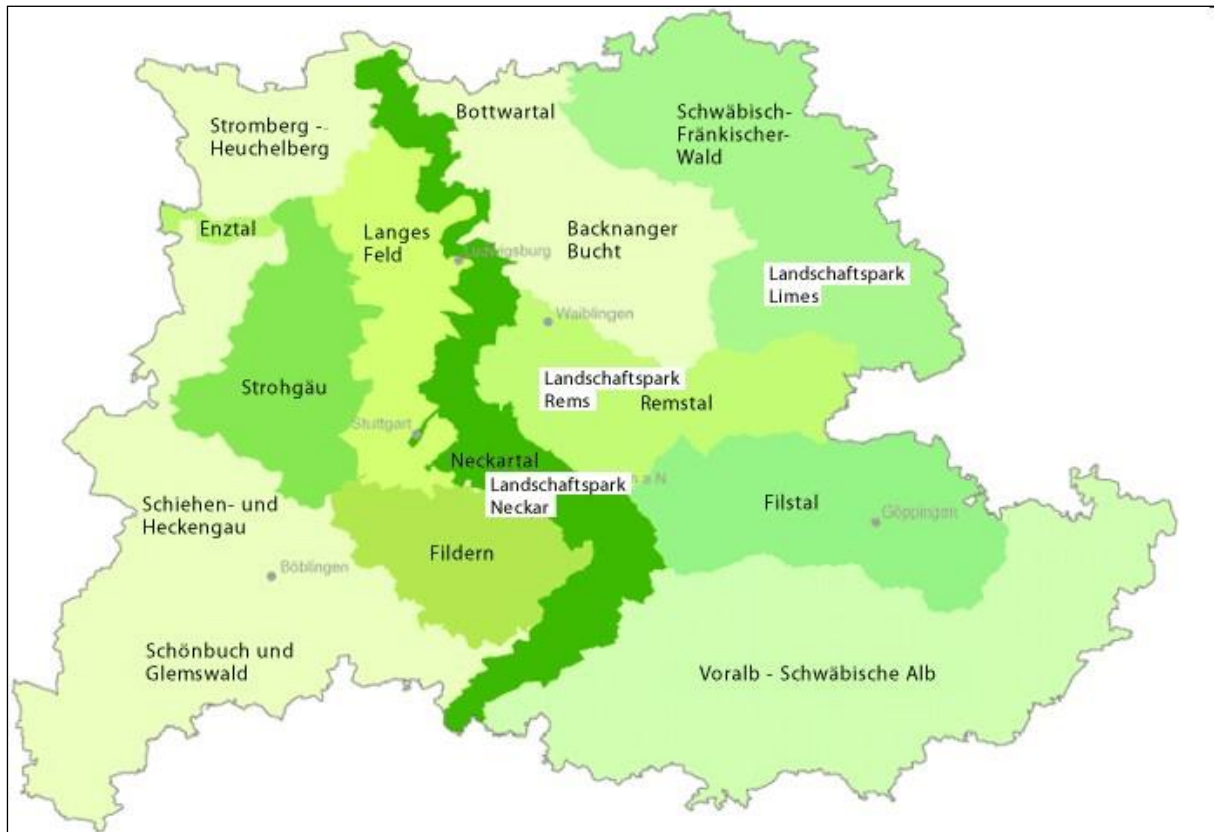 Bottwartal
Schwäbisch-
Fränkischer-
Wald
Stromberg -
Heuchelberg
Enztal
Langes
Feld
Backnanger
Bucht
Ludwigsburg
Landschaftspark
Limes
Waiblingen
Strohgäu
Landschaftspark
Rems
Remstal
Stuttgart
Neckartal
Landschaftspark
Neckar
s a N
Schiehen- und
Heckengau
Filstal
Göppingen
Fildern
Böblingen
Schönbuch und
Glemswald
Voralb - Schwäbische Alb